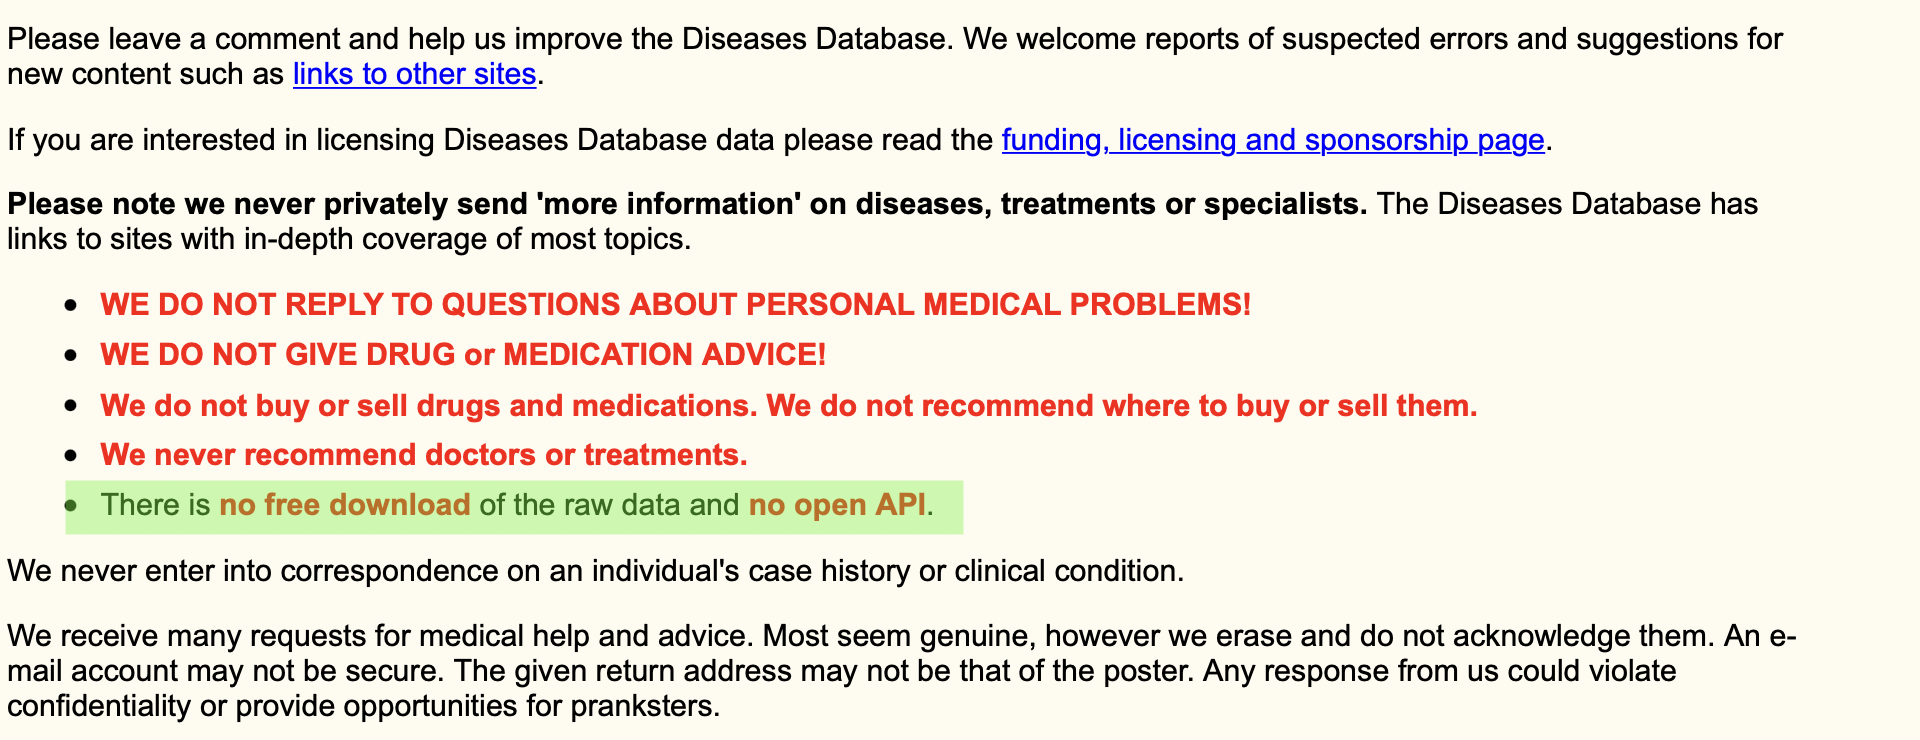 Please leave a comment and help us improve the Diseases Database. We welcome reports of suspected errors and suggestions for
new content such as links to other sites.
If you are interested in licensing Diseases Database data please read the funding, licensing and sponsorship page.
Please note we never privately send 'more information' on diseases, treatments or specialists. The Diseases Database has
links to sites with in-depth coverage of most topics.
• WE DO NOT REPLY TO QUESTIONS ABOUT PERSONAL MEDICAL PROBLEMS!
• WE DO NOT GIVE DRUG or MEDICATION ADVICE!
• We do not buy or sell drugs and medications. We do not recommend where to buy or sell them.
• We never recommend doctors or treatments.
• There is no free download of the raw data and no open API.
We never enter into correspondence on an individual's case history or clinical condition.
We receive many requests for medical help and advice. Most seem genuine, however we erase and do not acknowledge them. An e-
mail account may not be secure. The given return address may not be that of the poster. Any response from us could violate
confidentiality or provide opportunities for pranksters.